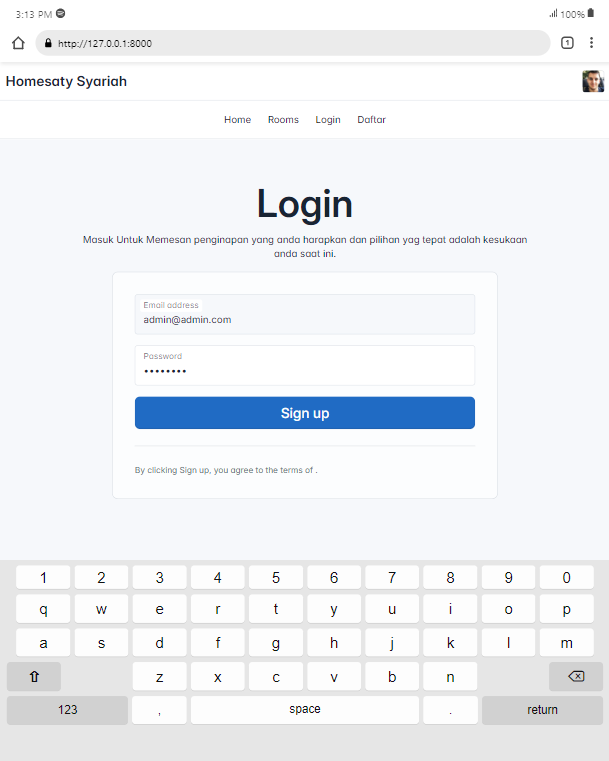 3:13 PM
100%
http://127.0.0.1:8000
1
Homesaty Syariah
Home Rooms Login Daftar
Login
Masuk Untuk Memesan penginapan yang anda harapkan dan pilihan yag tepat adalah kesukaan
anda saat ini.
Email address
admin@admin.com
Password
••••••••
Sign up
By clicking Sign up, you agree to the terms of .
1 2 3 4 5 6 7 8 9 0
q w e r t y u i o p
a s d f g h j k l m
z x c v b n
123 , space . return